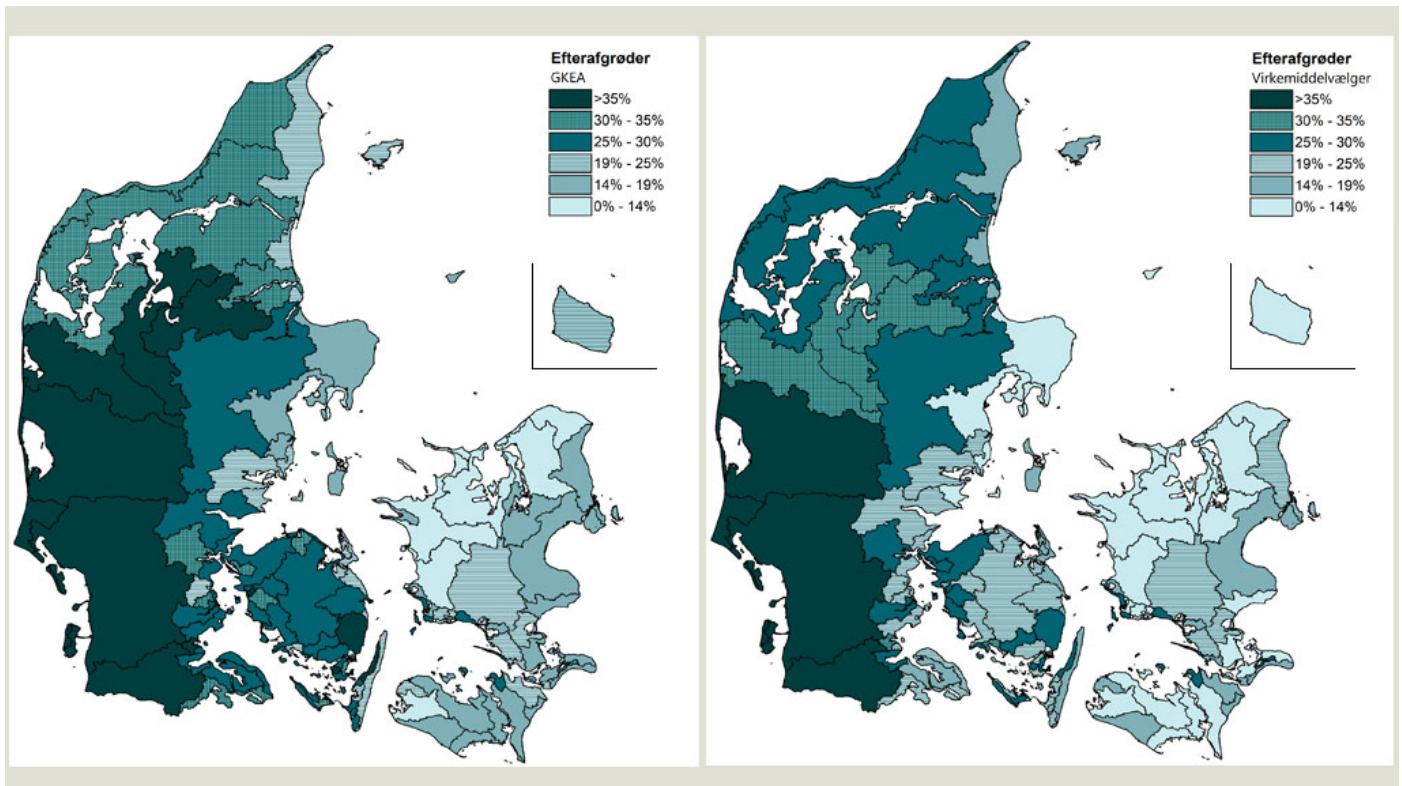 Efterafgrøder
GKEA
>35%
30% - 35%
25% - 30%
19% - 25%
14% - 19%
0% - 14%
Efterafgrøder
Virkemiddelvælger
>35%
30% - 35%
25% - 30%
19% - 25%
14% - 19%
0% - 14%